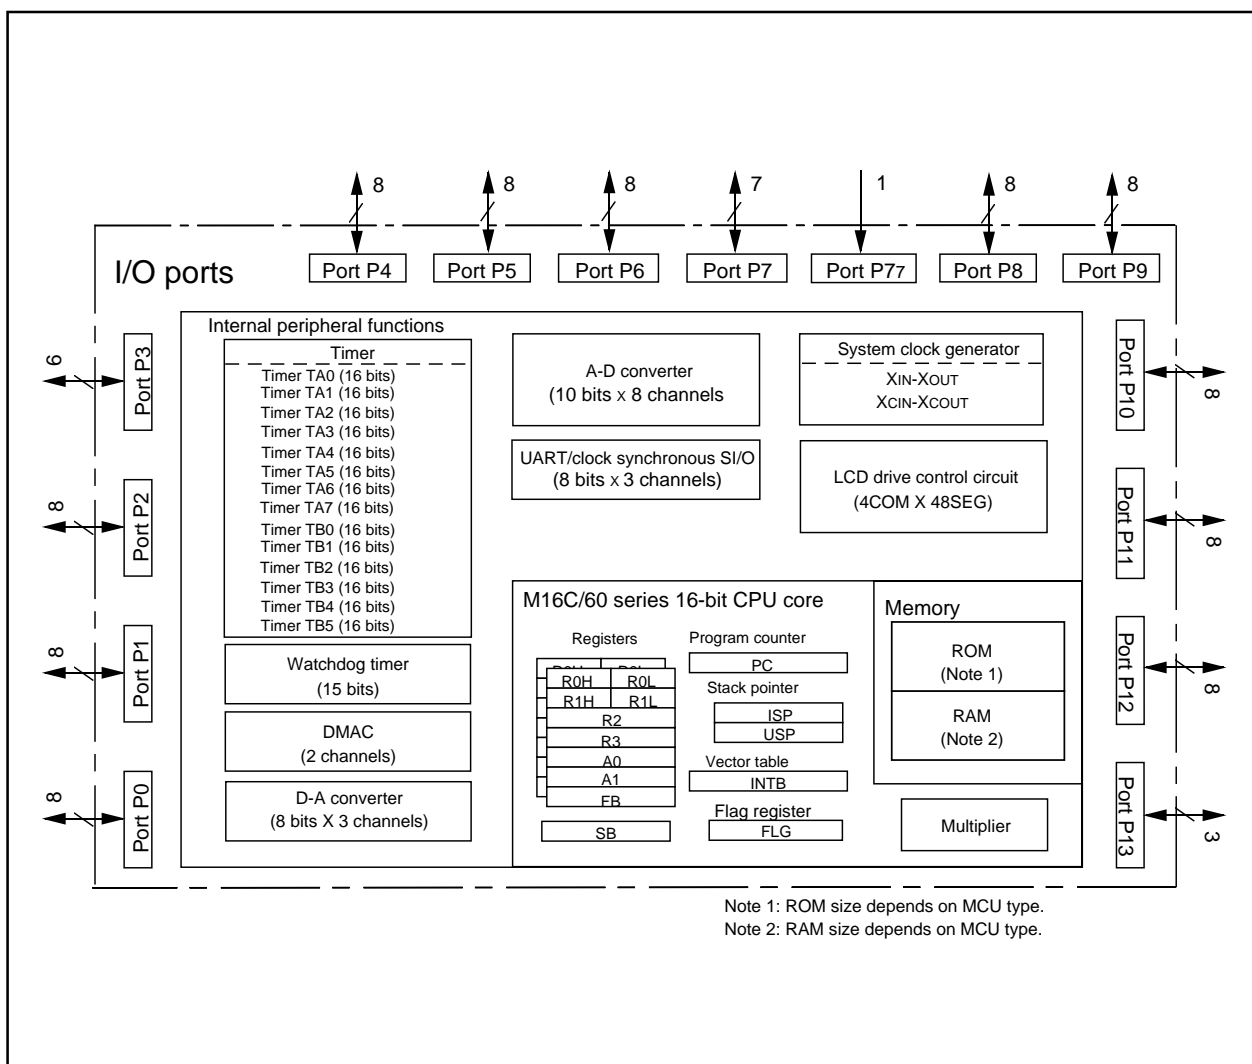 8
8
8
7
1
8
8
I/O ports
Port P4
Port P5
Port P6
Port P7
Port P77
Port P8
Port P9
6
Port P3
8
Port P2
8
Port P1
8
Port P0
Internal peripheral functions
Timer
Timer TA0 (16 bits)
Timer TA1 (16 bits)
Timer TA2 (16 bits)
Timer TA3 (16 bits)
Timer TA4 (16 bits)
Timer TA5 (16 bits)
Timer TA6 (16 bits)
Timer TA7 (16 bits)
Timer TB0 (16 bits)
Timer TB1 (16 bits)
Timer TB2 (16 bits)
Timer TB3 (16 bits)
Timer TB4 (16 bits)
Timer TB5 (16 bits)
Watchdog timer
(15 bits)
DMAC
(2 channels)
D-A converter
(8 bits X 3 channels)
A-D converter
(10 bits x 8 channels
UART/clock synchronous SI/O
(8 bits x 3 channels)
System clock generator
XIN-XOUT
XCIN-XCOUT
LCD drive control circuit
(4COM X 48SEG)
M16C/60 series 16-bit CPU core
Registers
R0H R0L
R0H R0L
R1H R1L
R2
R3
A0
A1
FB
SB
Program counter
PC
Stack pointer
ISP
USP
Vector table
INTB
Flag register
FLG
Memory
ROM
(Note 1)
RAM
(Note 2)
Multiplier
Port P10
8
Port P11
8
Port P12
8
Port P13
3
Note 1: ROM size depends on MCU type.
Note 2: RAM size depends on MCU type.